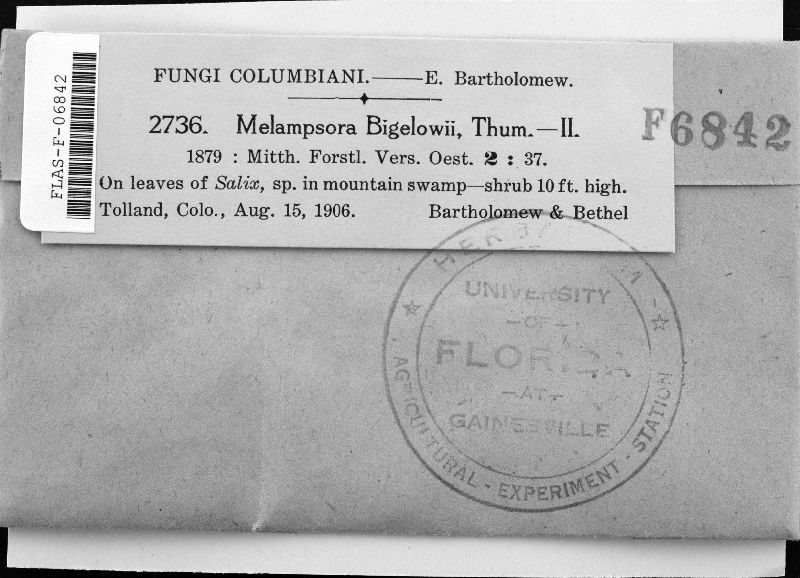 FUNGI COLUMBIANI.——E. Bartholomew.
2736. Melampsora Bigelowii, Thum.—II.
1879 : Mitth. Forstl. Vers. Oest. 2 : 37.
On leaves of Salix, sp. in mountain swamp—shrub 10 ft. high.
Tolland, Colo., Aug. 15, 1906. Bartholomew & Bethel
FLAS-F-06842
F6842
UNIVERSITY
—OF—
FLORIDA
—AT—
GAINESVILLE
AGRICULTURAL - EXPERIMENT - STATION